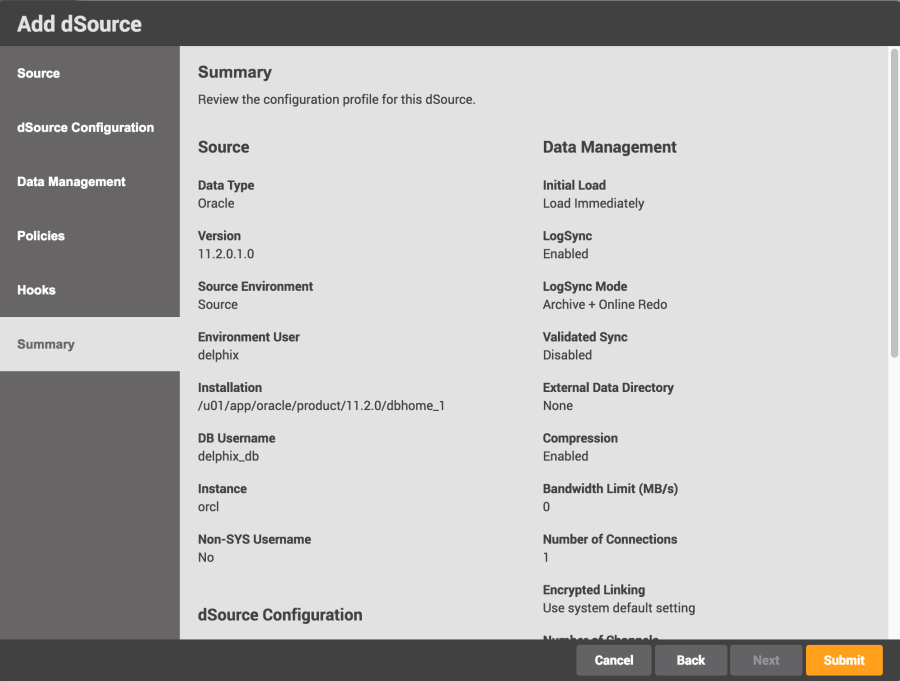 Add dSource
Source
dSource Configuration
Data Management
Policies
Hooks
Summary
Summary
Review the configuration profile for this dSource.
Source
Data Type
Oracle
Version
11.2.0.1.0
Source Environment
Source
Environment User
delphix
Installation
/u01/app/oracle/product/11.2.0/dbhome_1
DB Username
delphix_db
Instance
orcl
Non-SYS Username
No
dSource Configuration
Data Management
Initial Load
Load Immediately
LogSync
Enabled
LogSync Mode
Archive + Online Redo
Validated Sync
Disabled
External Data Directory
None
Compression
Enabled
Bandwidth Limit (MB/s)
0
Number of Connections
1
Encrypted Linking
Use system default setting
Number of Channels
Cancel
Back
Next
Submit